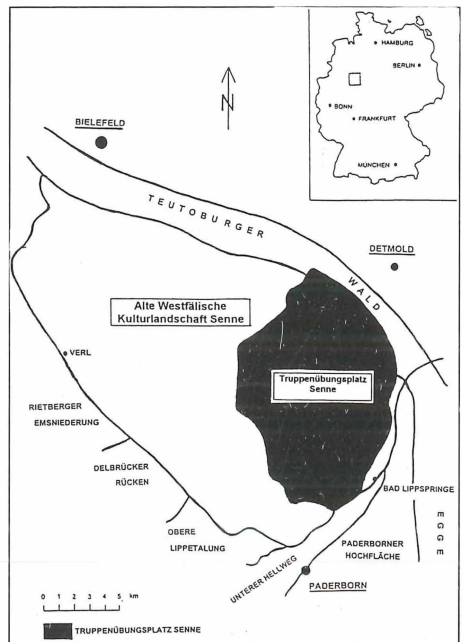 HAMBURG
BERLIN
BONN
FRANKFURT
MÜNCHEN
N
BIELEFELD
TEUTOBURGER
WALD
DETMOLD
Alte Westfälische
Kulturlandschaft Senne
VERL
Truppenübungsplatz
Senne
RIETBERGER
EMSNIEDERUNG
DELBRÜCKER
RÜCKEN
BAD LIPPSPRINGE
OBERE
LIPPETALUNG
EGGE
PADERBORNER
HOCHFLÄCHE
UNTERER HELLWEG
PADERBORN
0 1 2 3 4 5 km
TRUPPENÜBUNGSPLATZ SENNE